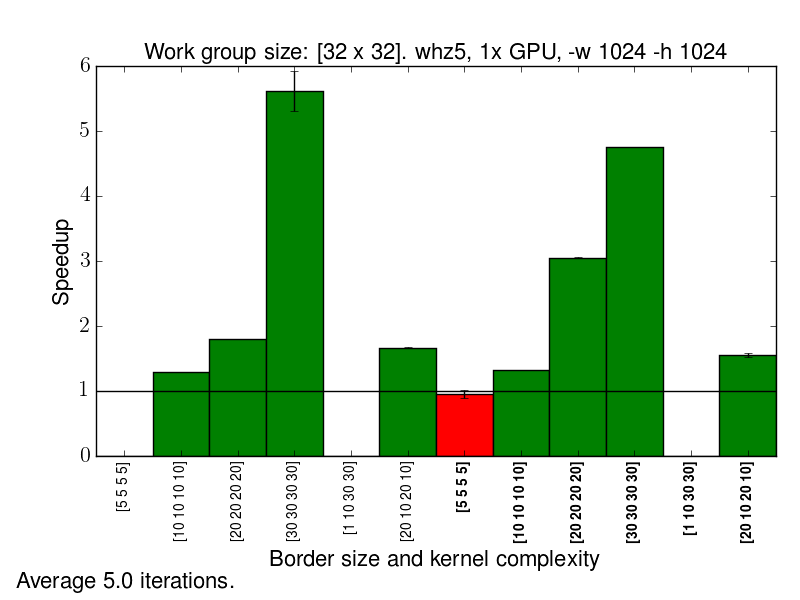 Work group size: [32 x 32]. whz5, 1x GPU, -w 1024 -h 1024
6
5
4
3
2
1
0
Speedup
[5 5 5 5]
[10 10 10 10]
[20 20 20 20]
[30 30 30 30]
[1 10 30 30]
[20 10 20 10]
[5 5 5 5]
[10 10 10 10]
[20 20 20 20]
[30 30 30 30]
[1 10 30 30]
[20 10 20 10]
Border size and kernel complexity
Average 5.0 iterations.